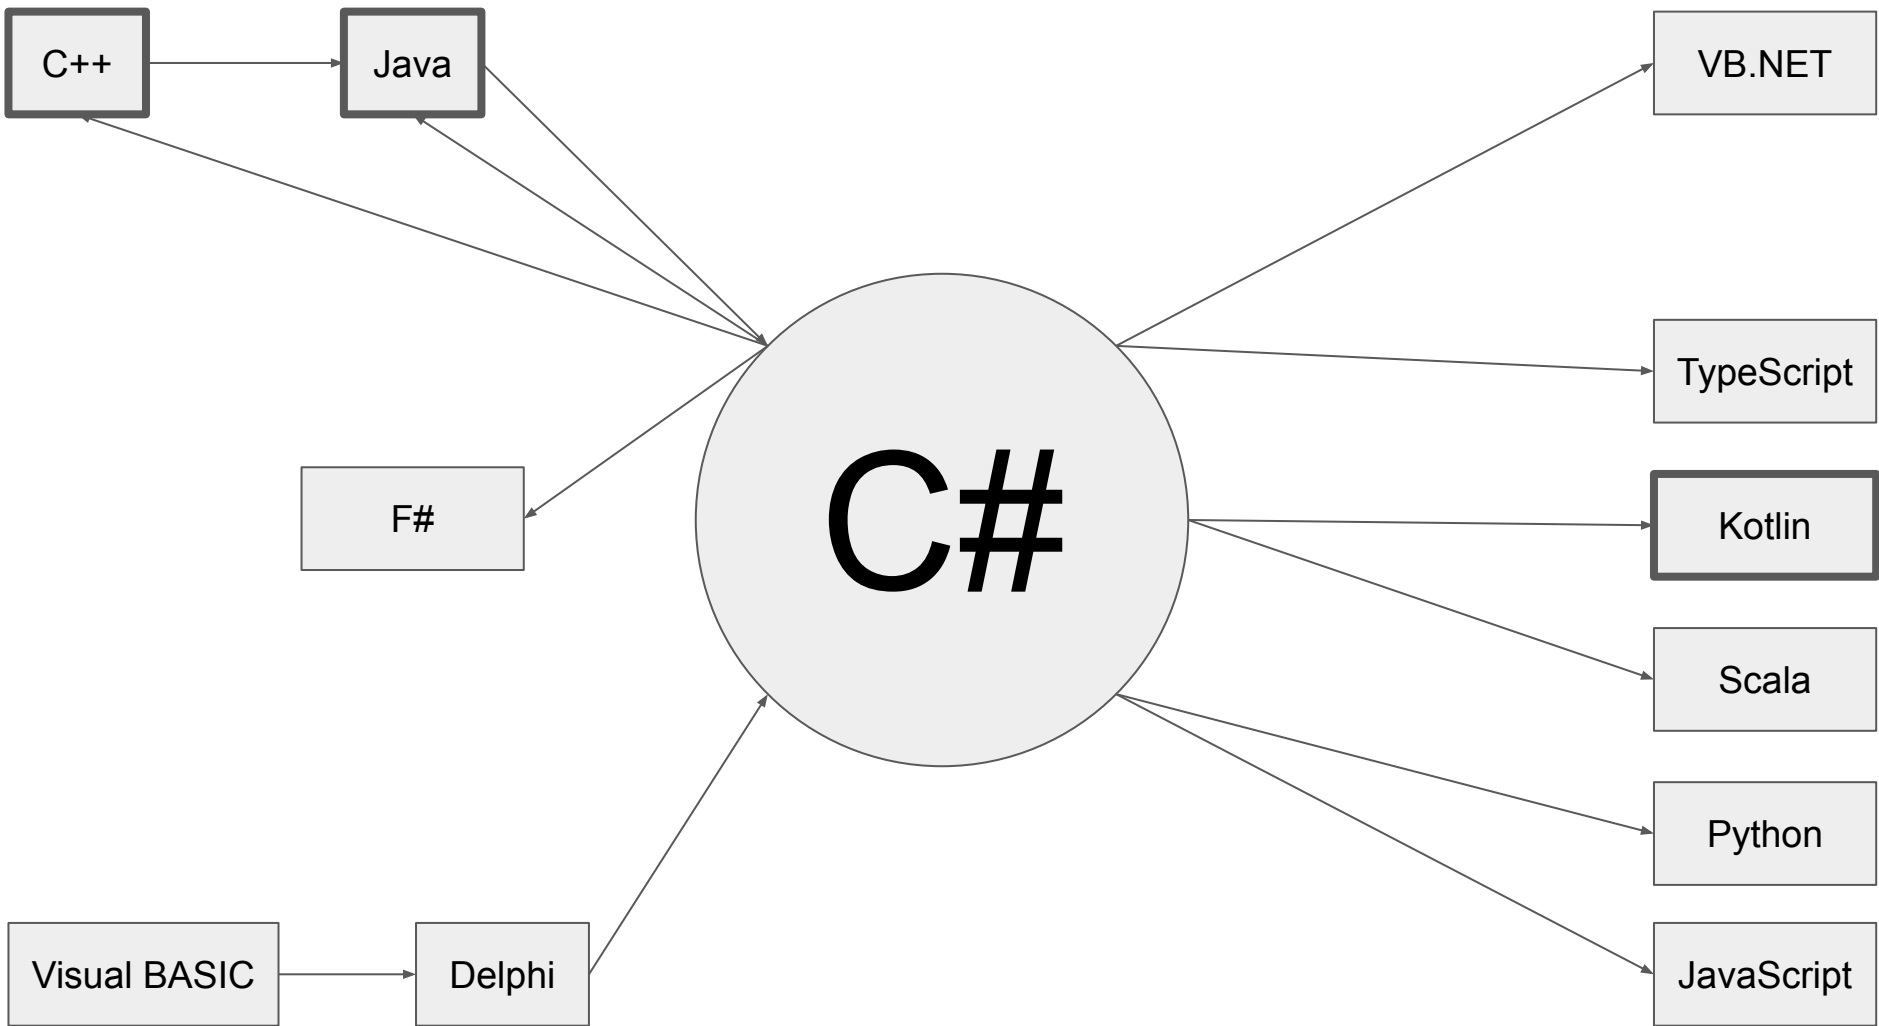 C++
Java
VB.NET
TypeScript
F#
C#
Kotlin
Scala
Python
Visual BASIC
Delphi
JavaScript